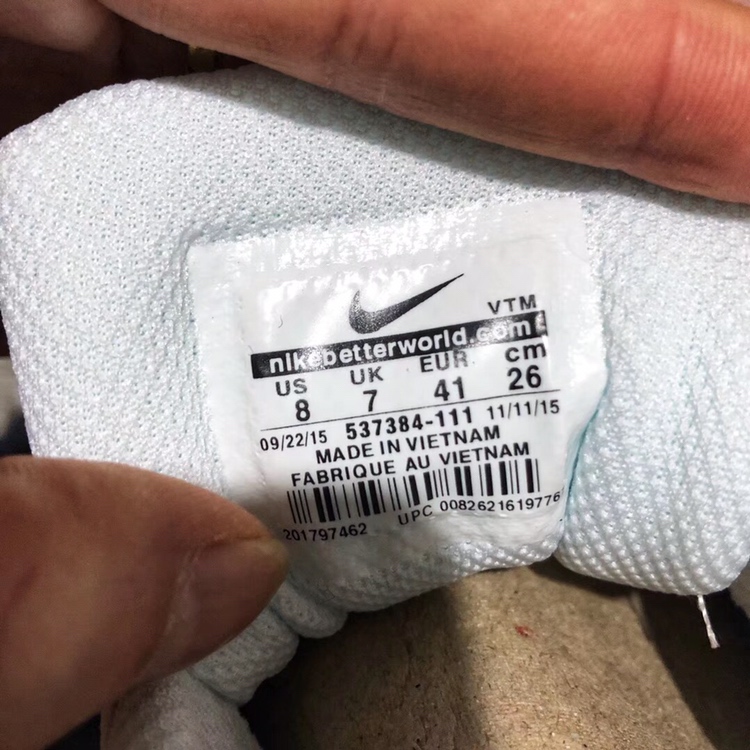 VTM
nikebetterworld.com
US UK EUR cm
8 7 41 26
09/22/15 537384-111 11/11/15
MADE IN VIETNAM
FABRIQUE AU VIETNAM
201797462 UPC 0082621619776